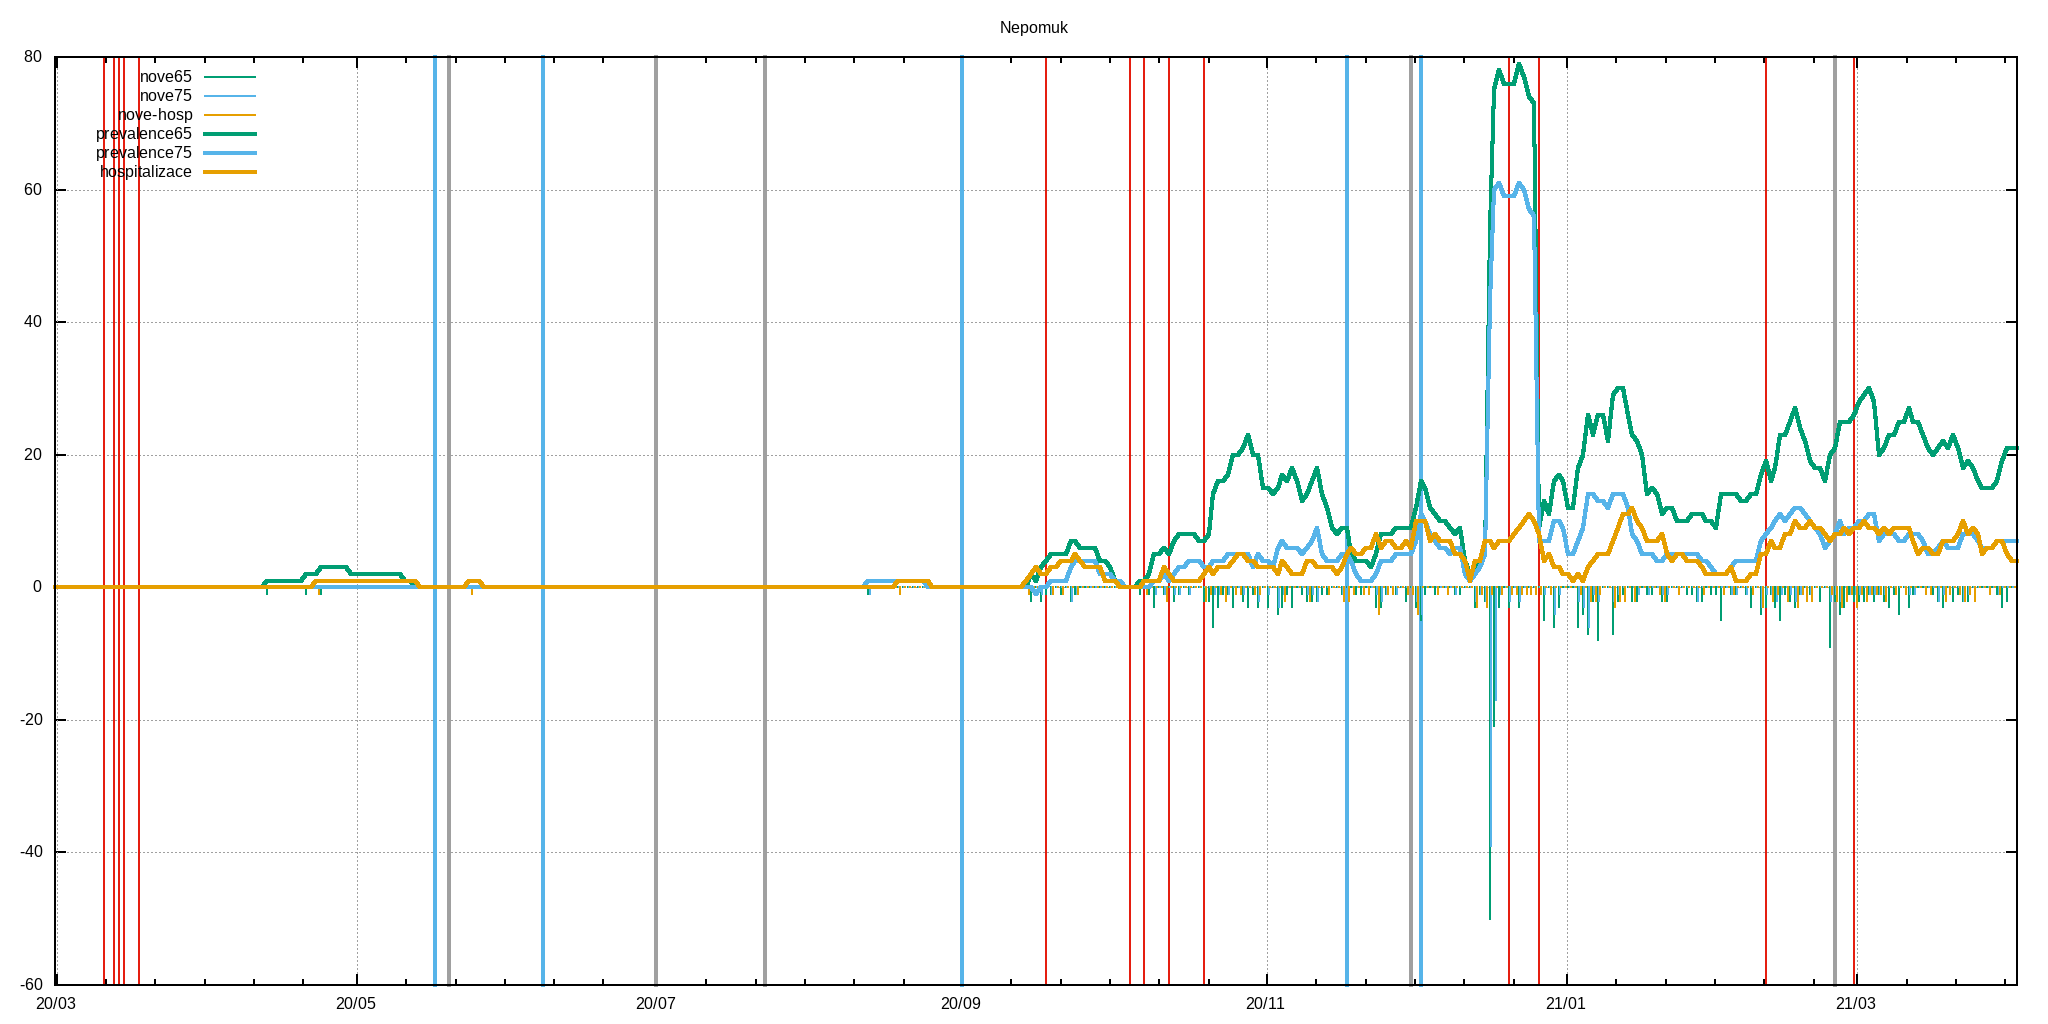 Nepomuk
80
60
40
20
0
-20
-40
-60
nove65
nove75
nove-hosp
prevalence65
prevalence75
hospitalizace
20/03 20/05 20/07 20/09 20/11 21/01 21/03